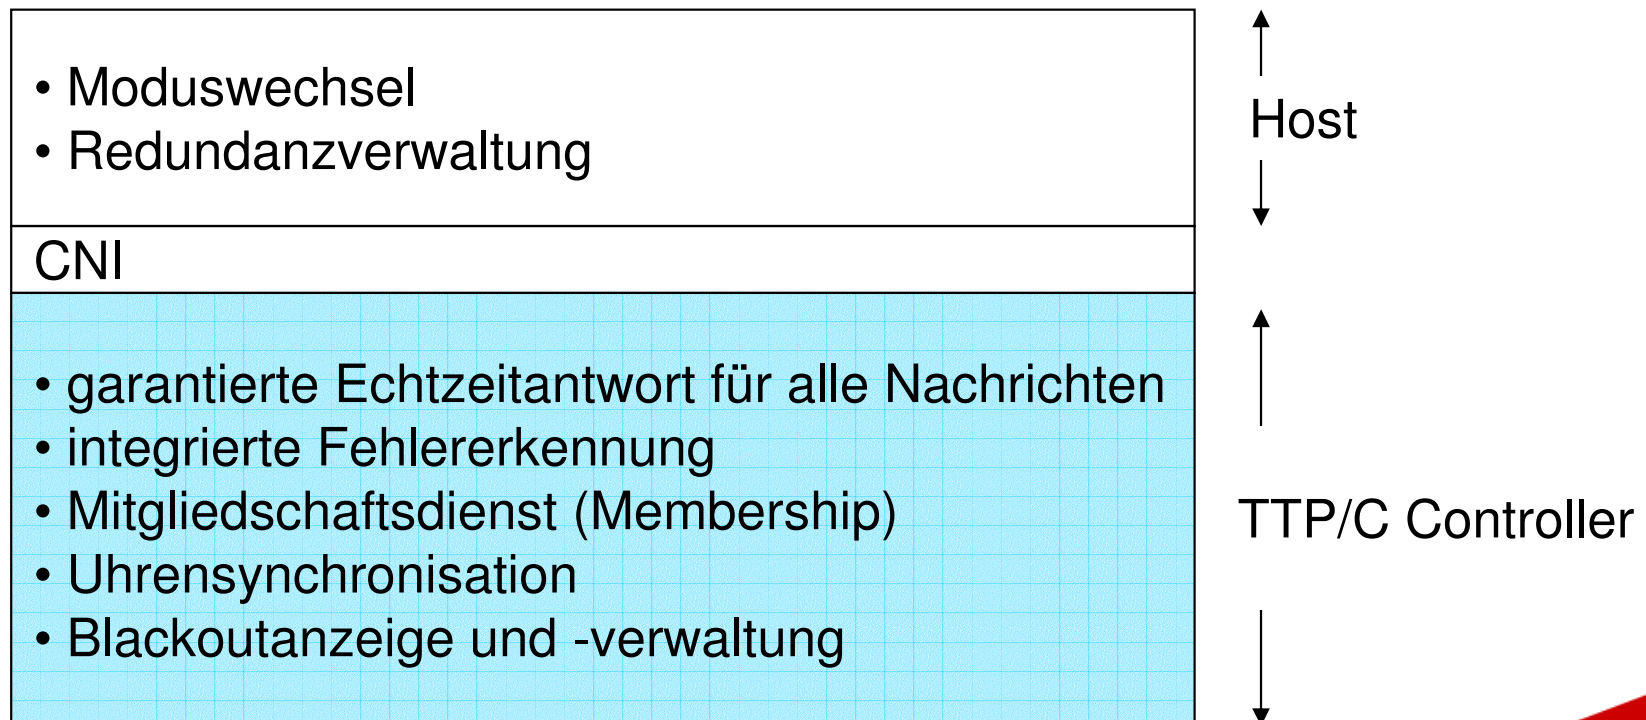 • Moduswechsel
• Redundanzverwaltung
Host
CNI
• garantierte Echtzeitantwort für alle Nachrichten
• integrierte Fehlererkennung
• Mitgliedschaftsdienst (Membership)
• Uhrensynchronisation
• Blackoutanzeige und -verwaltung
TTP/C Controller